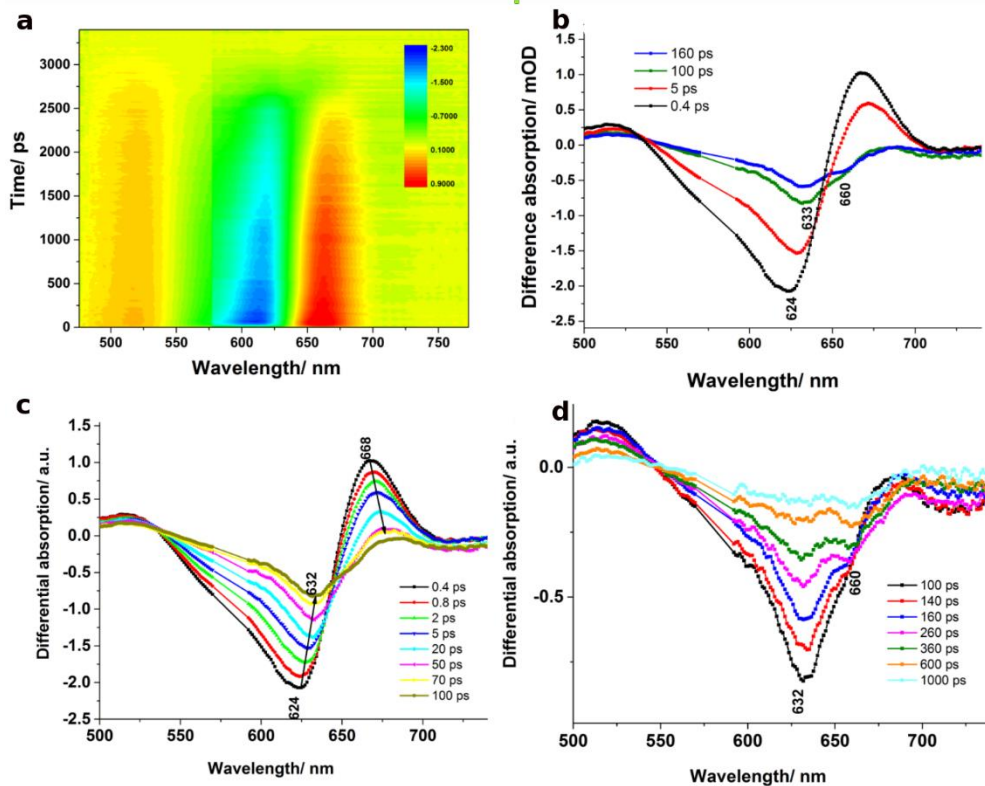 a
3000
2500
2000
1500
1000
500
0
Time/ ps
500
550
600
650
700
750
Wavelength/ nm
-2.300
-1.500
-0.7000
0.1000
0.9000
b
1.0
0.5
0.0
-0.5
-1.0
-1.5
-2.0
-2.5
Difference absorption/ mOD
160 ps
100 ps
5 ps
0.4 ps
624
633
660
500
550
600
650
700
Wavelength/ nm
c
1.5
1.0
0.5
0.0
-0.5
-1.0
-1.5
-2.0
-2.5
Differential absorption/ a.u.
668
632
624
0.4 ps
0.8 ps
2 ps
5 ps
20 ps
50 ps
70 ps
100 ps
500
550
600
650
700
Wavelength/ nm
d
0.0
-0.5
Differential absorption/ a.u.
632
660
100 ps
140 ps
160 ps
260 ps
360 ps
600 ps
1000 ps
500
550
600
650
700
Wavelength/ nm